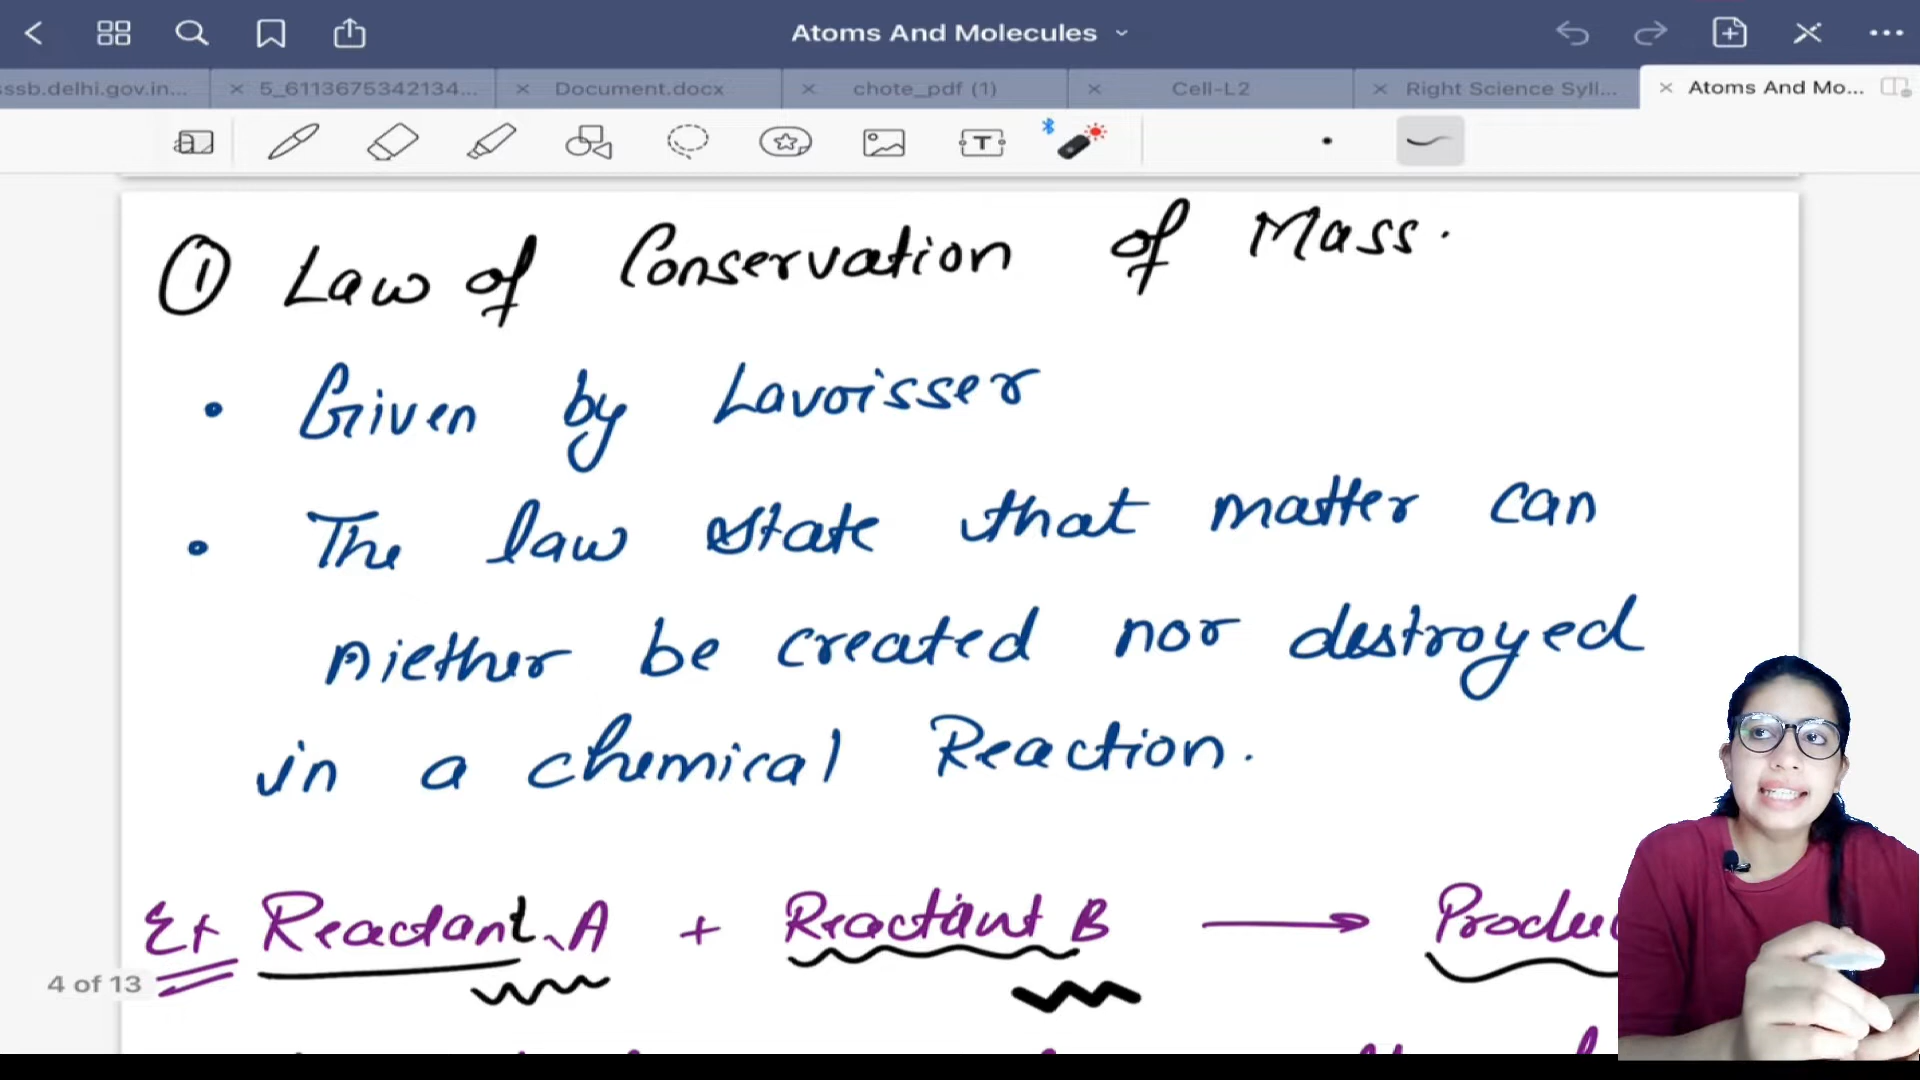 Atoms And Molecules
sssb.delhi.gov.in...
5_6113675342134...
Document.docx
chote_pdf (1)
Cell-L2
Right Science Syll...
Atoms And Mo...
① Law of Conservation of Mass.
• Given by Lavoisser
• The law state that matter can
niether be created nor destroyed
in a chemical Reaction.
Ex Reactant A + Reactant B → Produc
4 of 13